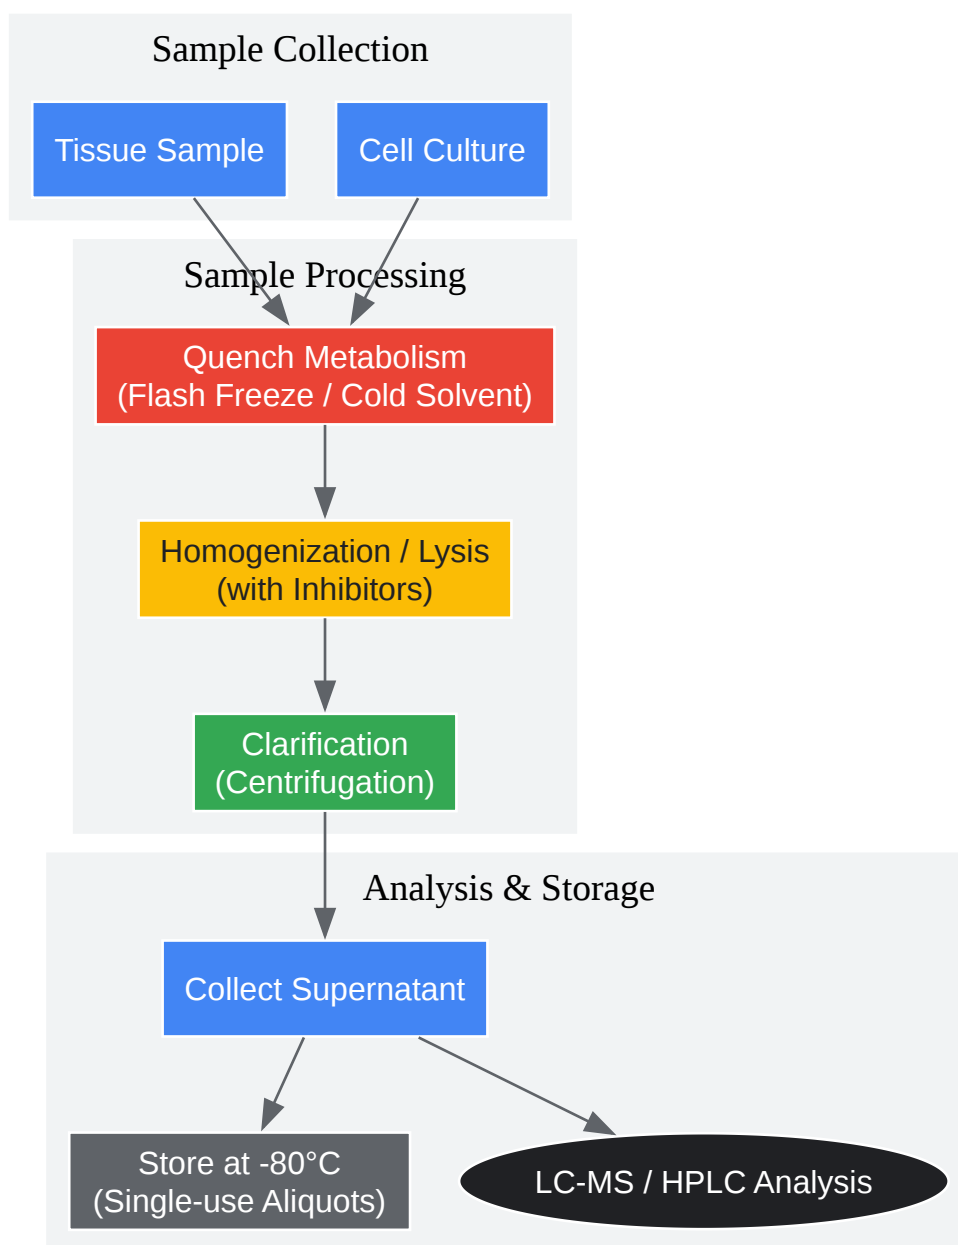 Sample Collection
Tissue Sample
Cell Culture
Sample Processing
Quench Metabolism
(Flash Freeze / Cold Solvent)
Homogenization / Lysis
(with Inhibitors)
Clarification
(Centrifugation)
Analysis & Storage
Collect Supernatant
Store at -80°C
(Single-use Aliquots)
LC-MS / HPLC Analysis